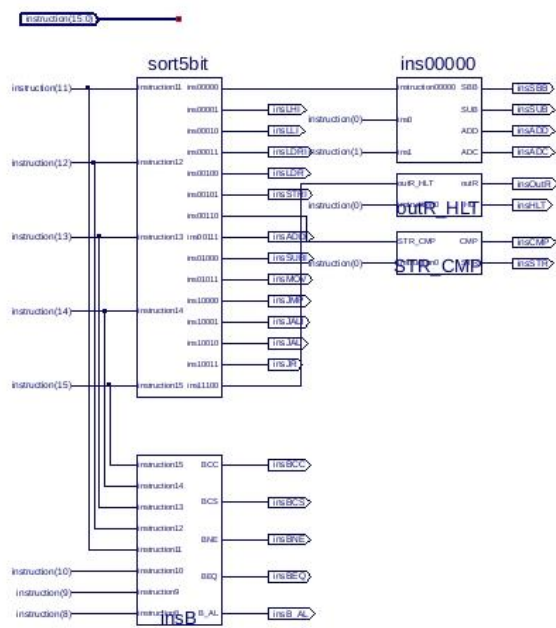 instruction(15:0)
sort5bit
ins00000
instruction(11)
instruction11
ins00000
instruction00000
SBB
insSBB
ins00001
insLHI
SUB
insSUB
ins00010
insLLI
instruction(0)
ins0
ADD
insADD
ins00011
insLDRI
instruction(1)
ins1
ADC
insADC
instruction(12)
instruction12
ins00100
insLDR
ins00101
insSTRI
outR_HLT
outR
insOutR
instruction(0)
insHLT
outR_HLT
ins00110
instruction(13)
instruction13
ins00111
STR_CMP
CMP
insCMP
ins01000
insSUBI
instruction(0)
insSTR
STR_CMP
ins01011
insMOV
ins10000
insJMP
instruction(14)
instruction14
ins10001
ins10010
insJAL
ins10011
insJR
instruction(15)
instruction15
ins11100
instruction15
BCC
insBCC
instruction14
instruction13
BCS
insBCS
instruction12
instruction11
BNE
insBNE
instruction(10)
instruction10
BEQ
insBEQ
instruction(9)
instruction9
instruction(8)
B_AL
insB_AL
insB